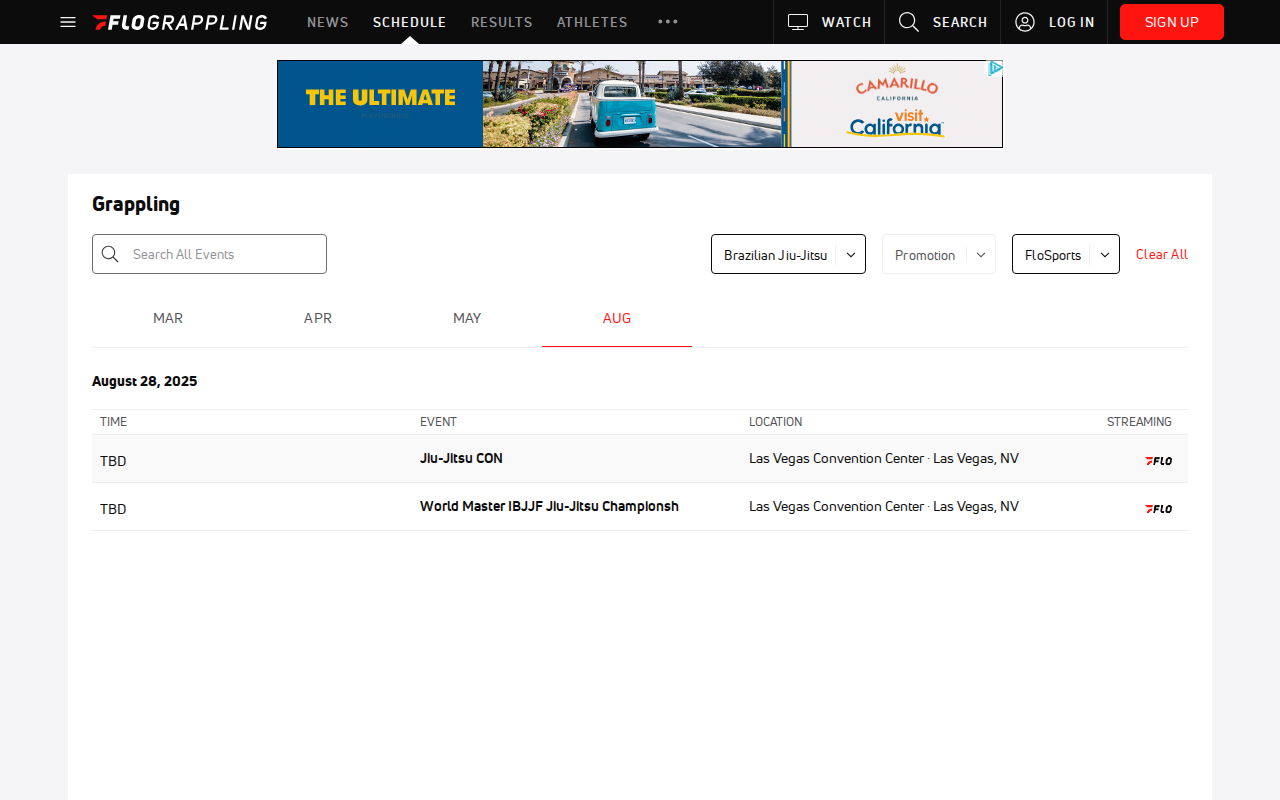 FLOGRAPPLING NEWS SCHEDULE RESULTS ATHLETES ••• WATCH SEARCH LOG IN SIGN UP
THE ULTIMATE
CAMARILLO
CALIFORNIA
visit
California
Grappling
Search All Events
Brazilian Jiu-Jitsu Promotion FloSports Clear All
MAR APR MAY AUG
August 28, 2025
TIME EVENT LOCATION STREAMING
TBD Jiu-Jitsu CON Las Vegas Convention Center · Las Vegas, NV FLO
TBD World Master IBJJF Jiu-Jitsu Championsh Las Vegas Convention Center · Las Vegas, NV FLO